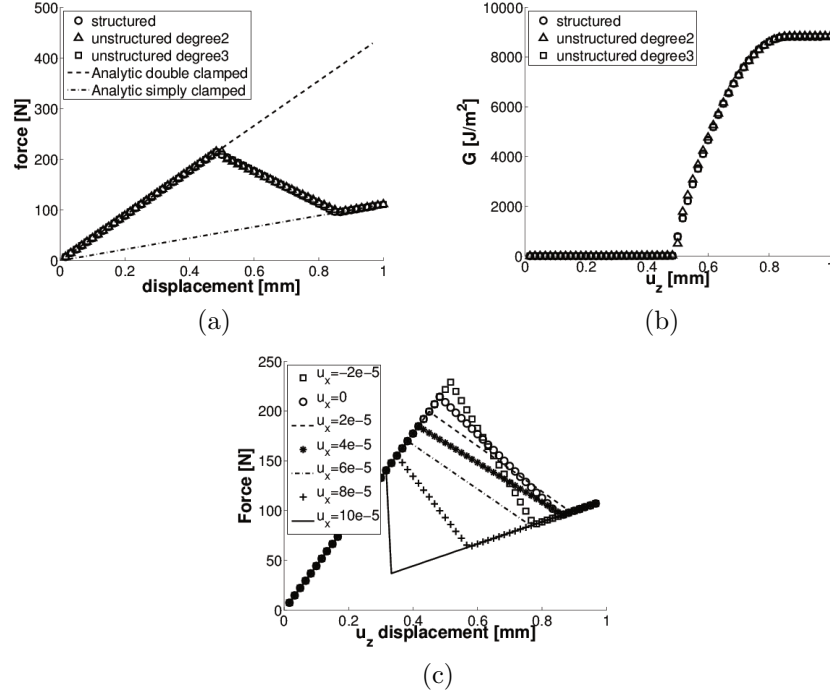 500
400
300
200
100
0
force [N]
structured
unstructured degree2
unstructured degree3
Analytic double clamped
Analytic simply clamped
0 0.2 0.4 0.6 0.8 1
displacement [mm]
(a)
10000
8000
6000
4000
2000
0
G [J/m²]
structured
unstructured degree2
unstructured degree3
0 0.2 0.4 0.6 0.8 1
u_z [mm]
(b)
250
200
150
100
50
0
Force [N]
u_x=−2e-5
u_x=0
u_x=2e-5
u_x=4e-5
u_x=6e-5
u_x=8e-5
u_x=10e-5
0 0.2 0.4 0.6 0.8 1
u_z displacement [mm]
(c)